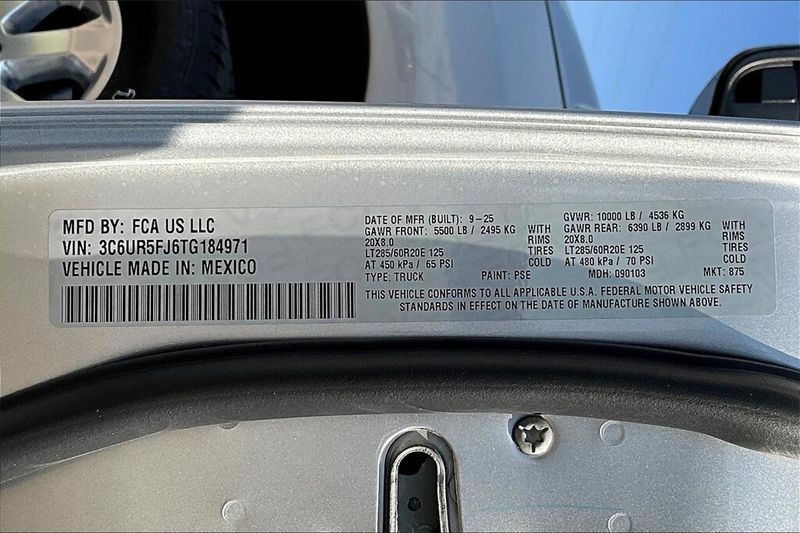 MFD BY: FCA US LLC
VIN: 3C6UR5FJ6TG184971
VEHICLE MADE IN: MEXICO
DATE OF MFR (BUILT): 9-25
GAWR FRONT: 5500 LB / 2495 KG WITH
20X8.0 RIMS
LT285/60R20E 125 TIRES
AT 450 kPa / 65 PSI COLD
TYPE: TRUCK PAINT: PSE
GVWR: 10000 LB / 4536 KG
GAWR REAR: 6390 LB / 2899 KG WITH
20X8.0 RIMS
LT285/60R20E 125 TIRES
AT 480 kPa / 70 PSI COLD
MDH: 090103 MKT: 875
THIS VEHICLE CONFORMS TO ALL APPLICABLE U.S.A. FEDERAL MOTOR VEHICLE SAFETY
STANDARDS IN EFFECT ON THE DATE OF MANUFACTURE SHOWN ABOVE.